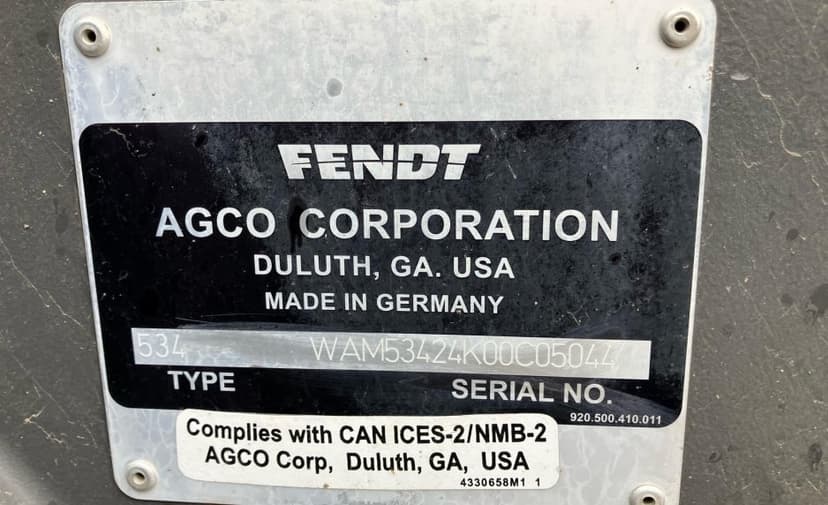 FENDT
AGCO CORPORATION
DULUTH, GA. USA
MADE IN GERMANY
534 WAM53424K00C05044
TYPE SERIAL NO.
920.500.410.011
Complies with CAN ICES-2/NMB-2
AGCO Corp, Duluth, GA, USA
4330658M1 1